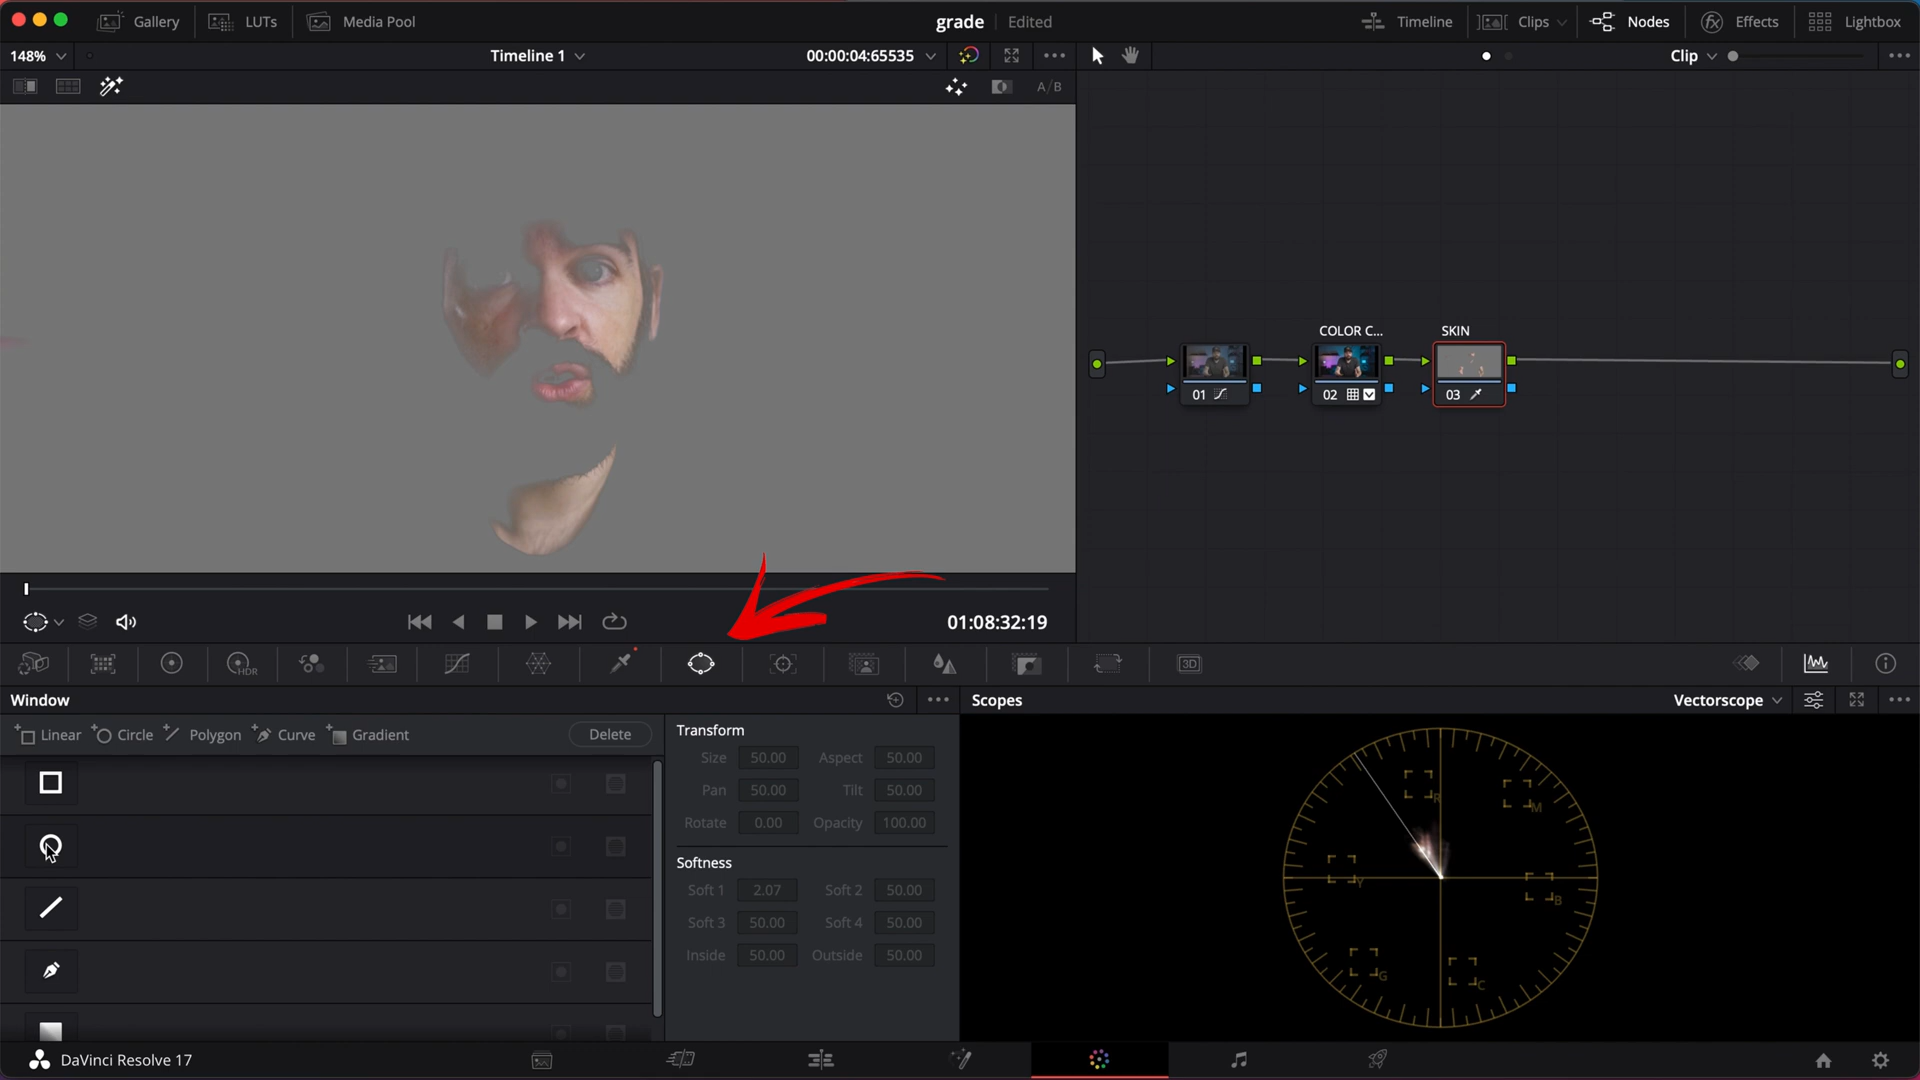 Gallery LUTs Media Pool grade Edited Timeline Clips Nodes Effects Lightbox
148% Timeline 1 00:00:04:65535 Clip
A/B
COLOR C... SKIN
01 02 03
01:08:32:19
HDR 3D
Window Scopes Vectorscope
Linear Circle Polygon Curve Gradient Delete
Transform
Size 50.00 Aspect 50.00
Pan 50.00 Tilt 50.00
Rotate 0.00 Opacity 100.00
Softness
Soft 1 2.07 Soft 2 50.00
Soft 3 50.00 Soft 4 50.00
Inside 50.00 Outside 50.00
R M
Y B
G C
DaVinci Resolve 17